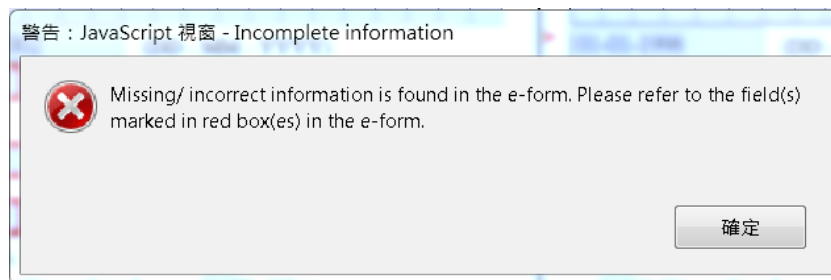 警告：JavaScript 視窗 - Incomplete information
Missing/ incorrect information is found in the e-form. Please refer to the field(s)
marked in red box(es) in the e-form.
確定